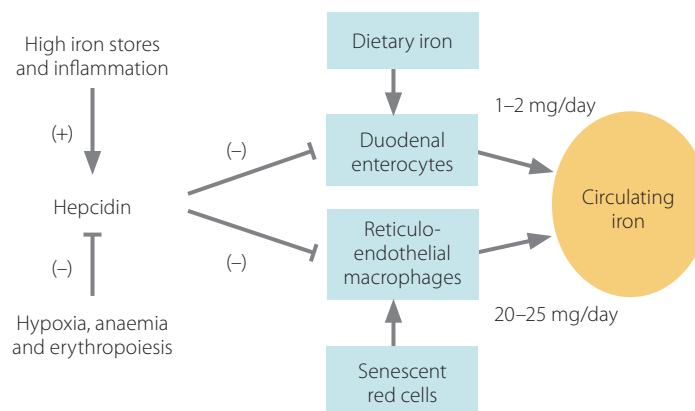 High iron stores
and inflammation
(+)
Hepcidin
(–)
Hypoxia, anaemia
and erythropoiesis
(–)
(–)
Dietary iron
Duodenal
enterocytes
Reticulo-
endothelial
macrophages
Senescent
red cells
1–2 mg/day
Circulating
iron
20–25 mg/day